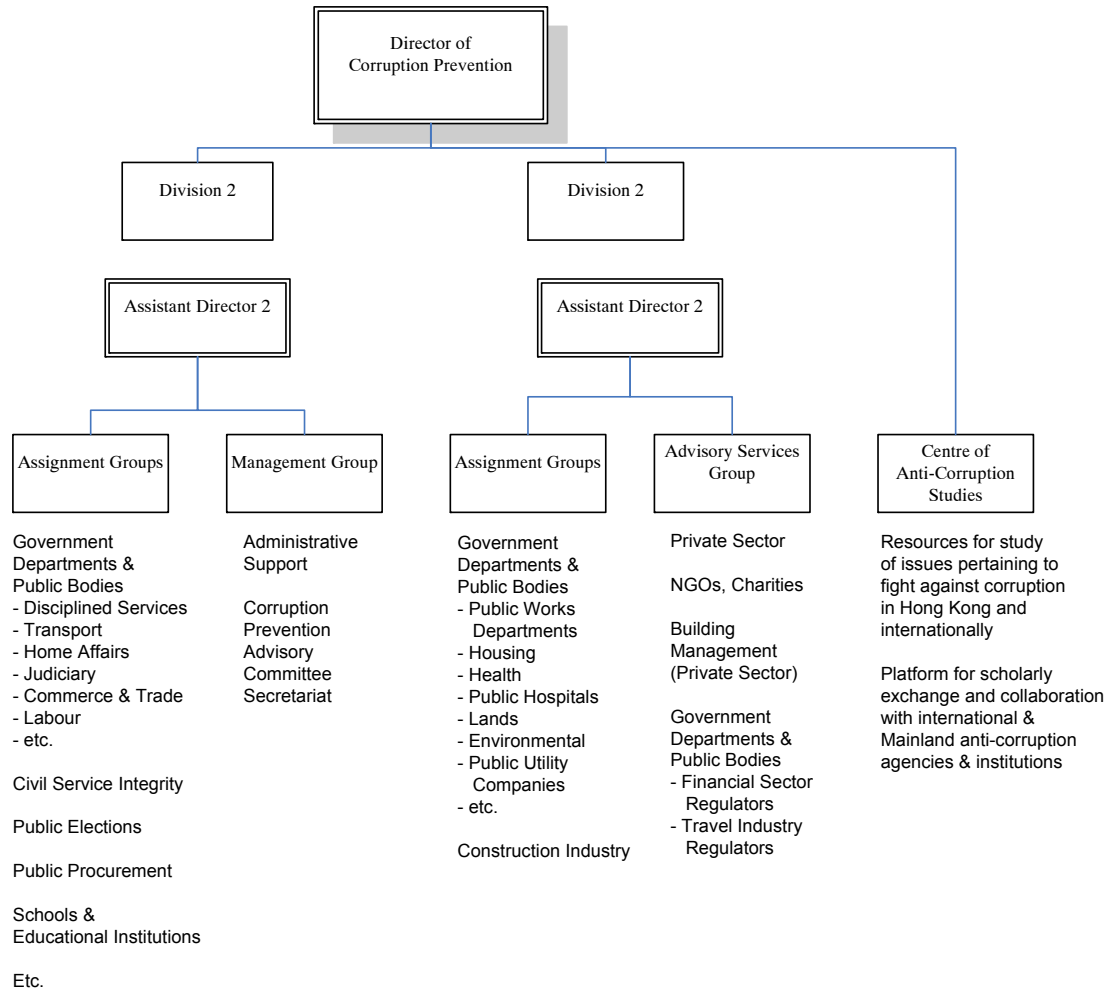 Director of
Corruption Prevention
Division 2
Division 2
Assistant Director 2
Assistant Director 2
Assignment Groups
Management Group
Assignment Groups
Advisory Services
Group
Centre of
Anti-Corruption
Studies
Government
Departments &
Public Bodies
- Disciplined Services
- Transport
- Home Affairs
- Judiciary
- Commerce & Trade
- Labour
- etc.
Civil Service Integrity
Public Elections
Public Procurement
Schools &
Educational Institutions
Etc.
Administrative
Support
Corruption
Prevention
Advisory
Committee
Secretariat
Government
Departments &
Public Bodies
- Public Works
Departments
- Housing
- Health
- Public Hospitals
- Lands
- Environmental
- Public Utility
Companies
- etc.
Construction Industry
Private Sector
NGOs, Charities
Building
Management
(Private Sector)
Government
Departments &
Public Bodies
- Financial Sector
Regulators
- Travel Industry
Regulators
Resources for study
of issues pertaining to
fight against corruption
in Hong Kong and
internationally
Platform for scholarly
exchange and collaboration
with international &
Mainland anti-corruption
agencies & institutions